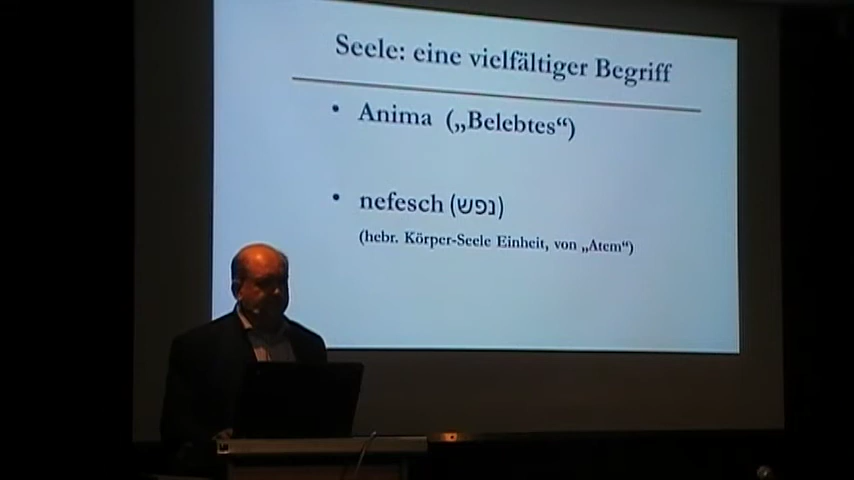 Seele: eine vielfältiger Begriff
• Anima („Belebtes“)
• nefesch (נפש)
(hebr. Körper-Seele Einheit, von „Atem“)